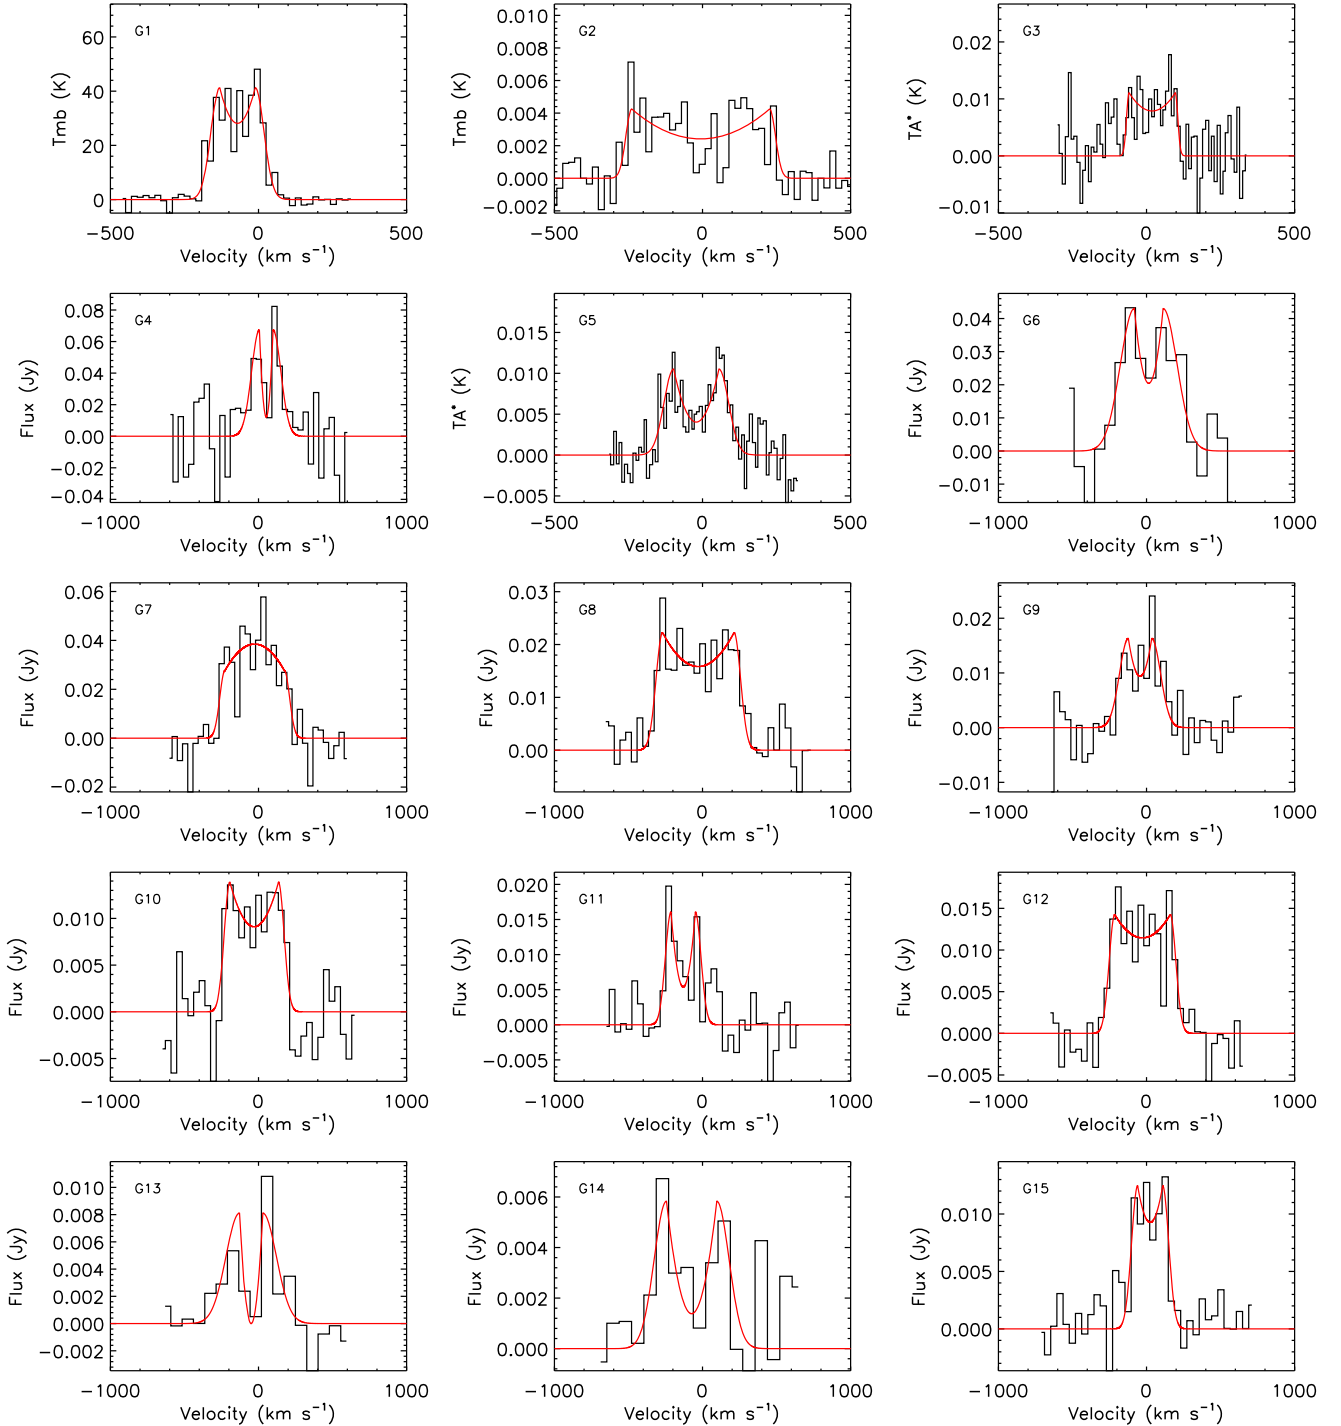 G1
60
40
20
0
Tmb (K)
−500 0 500
Velocity (km s⁻¹)
G2
0.010
0.008
0.006
0.004
0.002
0.000
−0.002
Tmb (K)
−500 0 500
Velocity (km s⁻¹)
G3
0.02
0.01
0.00
−0.01
TA* (K)
−500 0 500
Velocity (km s⁻¹)
G4
0.08
0.06
0.04
0.02
0.00
−0.02
−0.04
Flux (Jy)
−1000 0 1000
Velocity (km s⁻¹)
G5
0.015
0.010
0.005
0.000
−0.005
TA* (K)
−500 0 500
Velocity (km s⁻¹)
G6
0.04
0.03
0.02
0.01
0.00
−0.01
Flux (Jy)
−1000 0 1000
Velocity (km s⁻¹)
G7
0.06
0.04
0.02
0.00
−0.02
Flux (Jy)
−1000 0 1000
Velocity (km s⁻¹)
G8
0.03
0.02
0.01
0.00
Flux (Jy)
−1000 0 1000
Velocity (km s⁻¹)
G9
0.02
0.01
0.00
−0.01
Flux (Jy)
−1000 0 1000
Velocity (km s⁻¹)
G10
0.010
0.005
0.000
−0.005
Flux (Jy)
−1000 0 1000
Velocity (km s⁻¹)
G11
0.020
0.015
0.010
0.005
0.000
−0.005
Flux (Jy)
−1000 0 1000
Velocity (km s⁻¹)
G12
0.015
0.010
0.005
0.000
−0.005
Flux (Jy)
−1000 0 1000
Velocity (km s⁻¹)
G13
0.010
0.008
0.006
0.004
0.002
0.000
−0.002
Flux (Jy)
−1000 0 1000
Velocity (km s⁻¹)
G14
0.006
0.004
0.002
0.000
Flux (Jy)
−1000 0 1000
Velocity (km s⁻¹)
G15
0.010
0.005
0.000
Flux (Jy)
−1000 0 1000
Velocity (km s⁻¹)